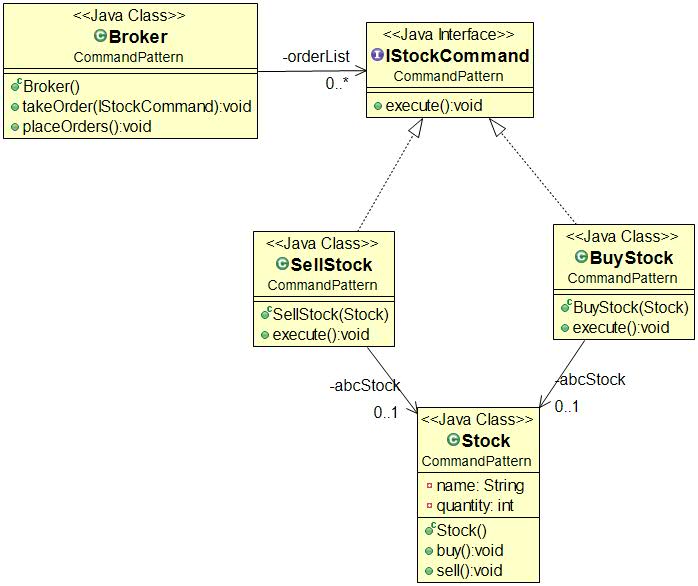 <<Java Class>>
Broker
CommandPattern
Broker()
takeOrder(IStockCommand):void
placeOrders():void
-orderList
0..*
<<Java Interface>>
IStockCommand
CommandPattern
execute():void
<<Java Class>>
SellStock
CommandPattern
SellStock(Stock)
execute():void
<<Java Class>>
BuyStock
CommandPattern
BuyStock(Stock)
execute():void
-abcStock
0..1
-abcStock
0..1
<<Java Class>>
Stock
CommandPattern
name: String
quantity: int
Stock()
buy():void
sell():void